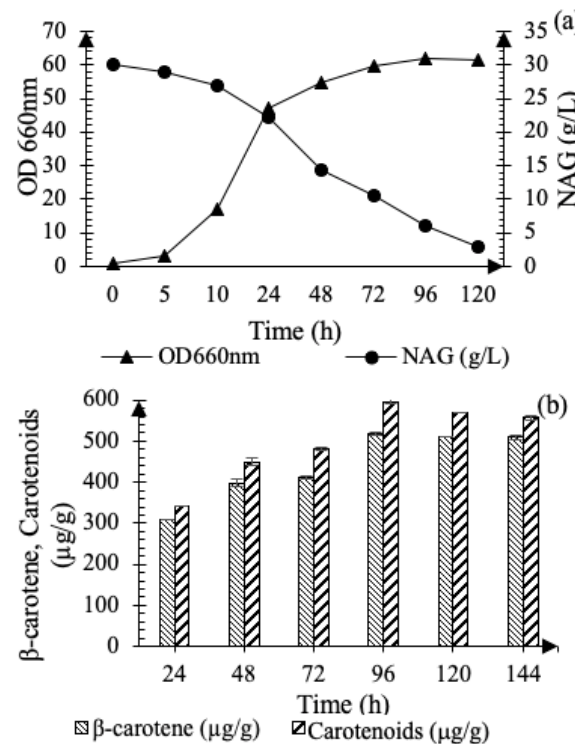 (a)
70
60
50
40
30
20
10
0
OD 660nm
35
30
25
20
15
10
5
0
NAG (g/L)
0 5 10 24 48 72 96 120
Time (h)
OD660nm NAG (g/L)
(b)
600
500
400
300
200
100
0
β-carotene, Carotenoids
(µg/g)
24 48 72 96 120 144
Time (h)
β-carotene (µg/g) Carotenoids (µg/g)